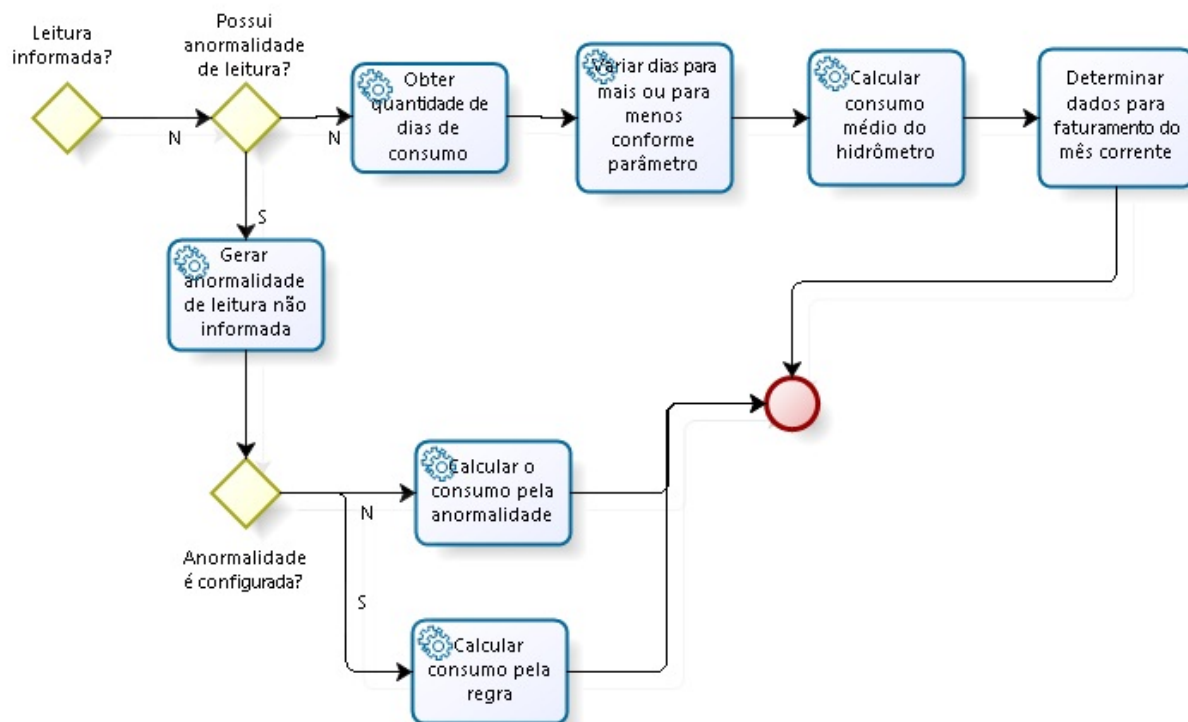 Leitura
informada?
Possui
anormalidade
de leitura?
N
N
Obter
quantidade de
dias de
consumo
Variar dias para
mais ou para
menos
conforme
parâmetro
Calcular
consumo
médio do
hidrômetro
Determinar
dados para
faturamento do
mês corrente
S
Gerar
anormalidade
de leitura não
informada
Anormalidade
é configurada?
N
Calcular o
consumo pela
anormalidade
S
Calcular
consumo pela
regra